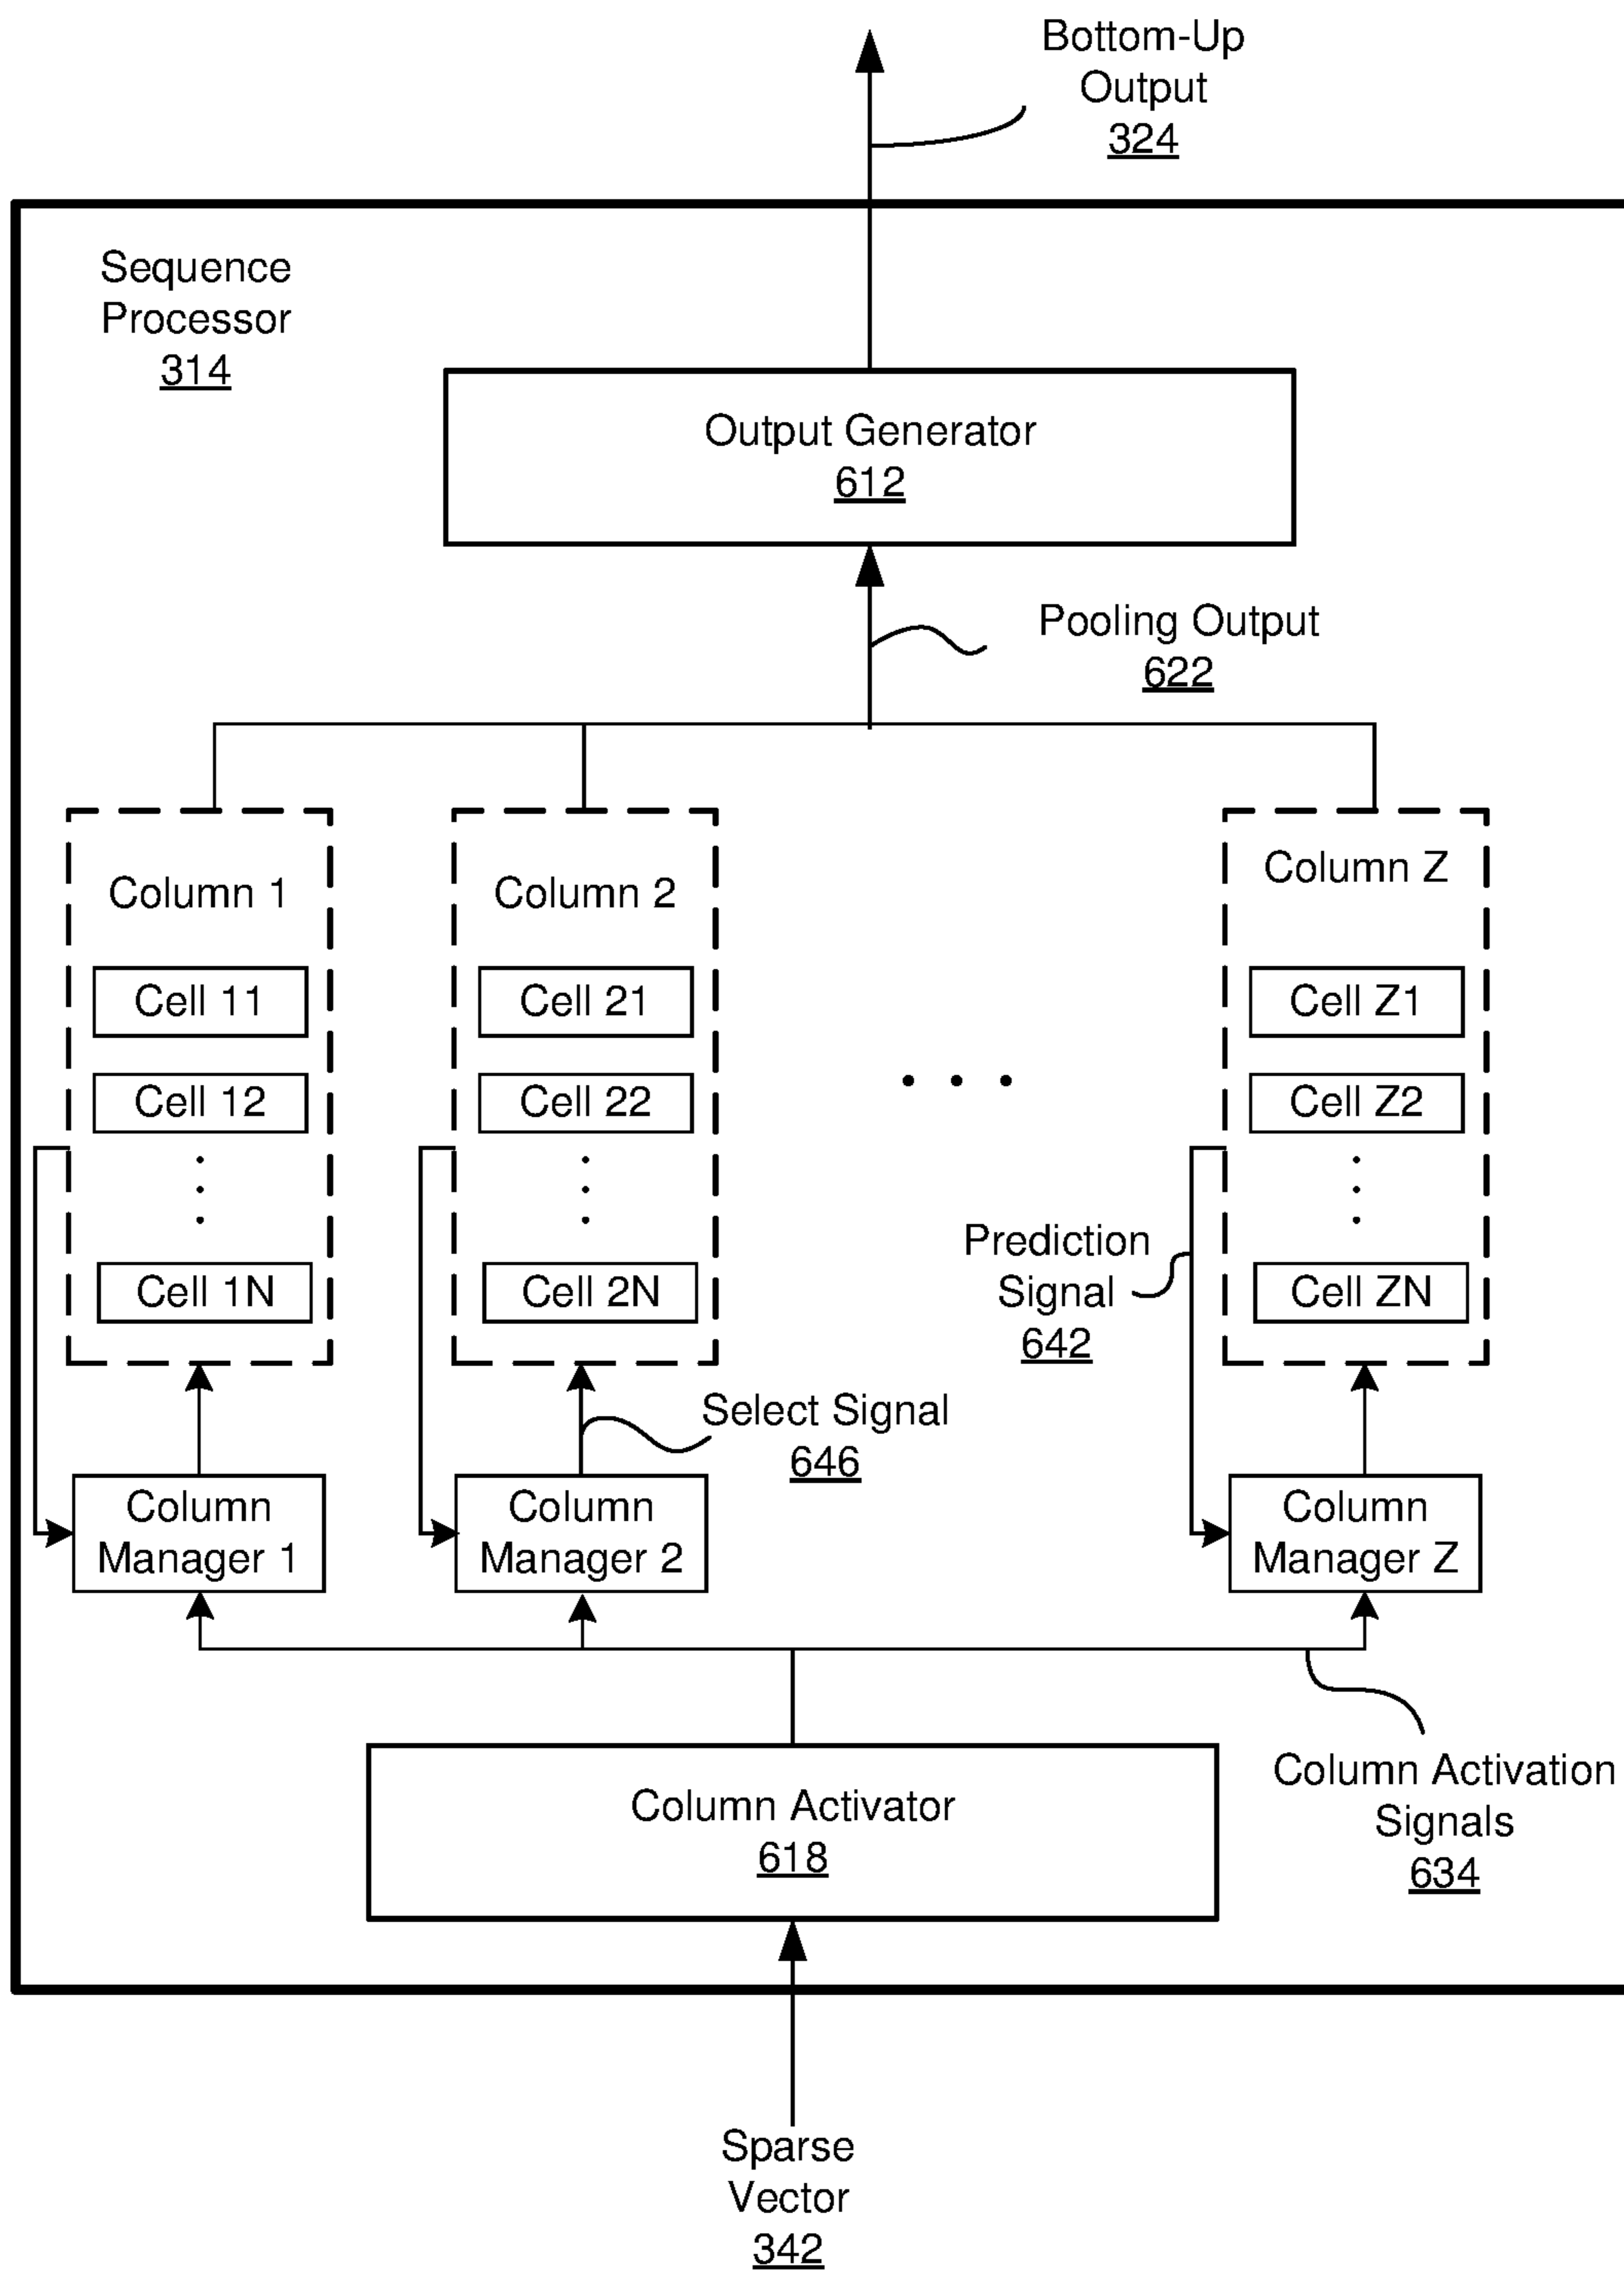 Bottom-Up
Output
324
Sequence
Processor
314
Output Generator
612
Pooling Output
622
Column 1
Cell 11
Cell 12
Cell 1N
Column 2
Cell 21
Cell 22
Cell 2N
Column Z
Cell Z1
Cell Z2
Cell ZN
Prediction
Signal
642
Select Signal
646
Column
Manager 1
Column
Manager 2
Column
Manager Z
Column Activator
618
Column Activation
Signals
634
Sparse
Vector
342